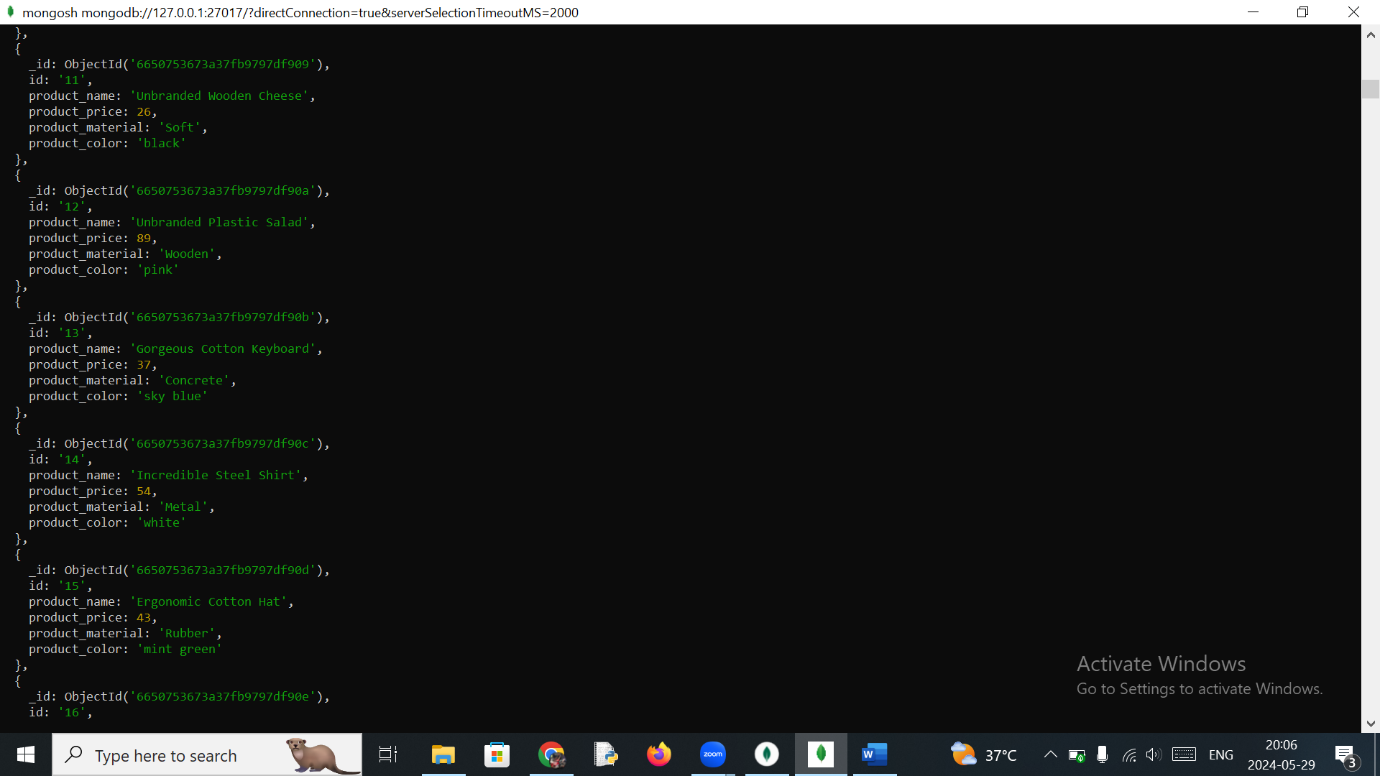 mongosh mongodb://127.0.0.1:27017/?directConnection=true&serverSelectionTimeoutMS=2000
},
{
_id: ObjectId('6650753673a37fb9797df909'),
id: '11',
product_name: 'Unbranded Wooden Cheese',
product_price: 26,
product_material: 'Soft',
product_color: 'black'
},
{
_id: ObjectId('6650753673a37fb9797df90a'),
id: '12',
product_name: 'Unbranded Plastic Salad',
product_price: 89,
product_material: 'Wooden',
product_color: 'pink'
},
{
_id: ObjectId('6650753673a37fb9797df90b'),
id: '13',
product_name: 'Gorgeous Cotton Keyboard',
product_price: 37,
product_material: 'Concrete',
product_color: 'sky blue'
},
{
_id: ObjectId('6650753673a37fb9797df90c'),
id: '14',
product_name: 'Incredible Steel Shirt',
product_price: 54,
product_material: 'Metal',
product_color: 'white'
},
{
_id: ObjectId('6650753673a37fb9797df90d'),
id: '15',
product_name: 'Ergonomic Cotton Hat',
product_price: 43,
product_material: 'Rubber',
product_color: 'mint green'
},
{
_id: ObjectId('6650753673a37fb9797df90e'),
id: '16',
Activate Windows
Go to Settings to activate Windows.
Type here to search
zoom
W
37°C
ENG
20:06
2024-05-29
3